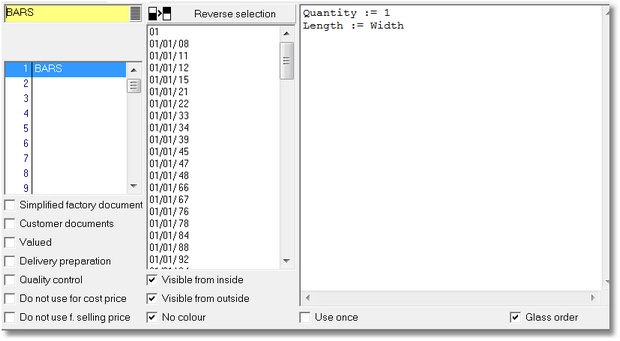 BARS
Reverse selection
1 BARS
2
3
4
5
6
7
8
9
01
01/01/ 08
01/01/ 11
01/01/ 12
01/01/ 15
01/01/ 21
01/01/ 22
01/01/ 33
01/01/ 34
01/01/ 39
01/01/ 45
01/01/ 47
01/01/ 48
01/01/ 66
01/01/ 67
01/01/ 76
01/01/ 78
01/01/ 84
01/01/ 88
01/01/ 92
Quantity := 1
Length := Width
Simplified factory document
Customer documents
Valued
Delivery preparation
Quality control
Do not use for cost price
Do not use f. selling price
Visible from inside
Visible from outside
No colour
Use once
Glass order